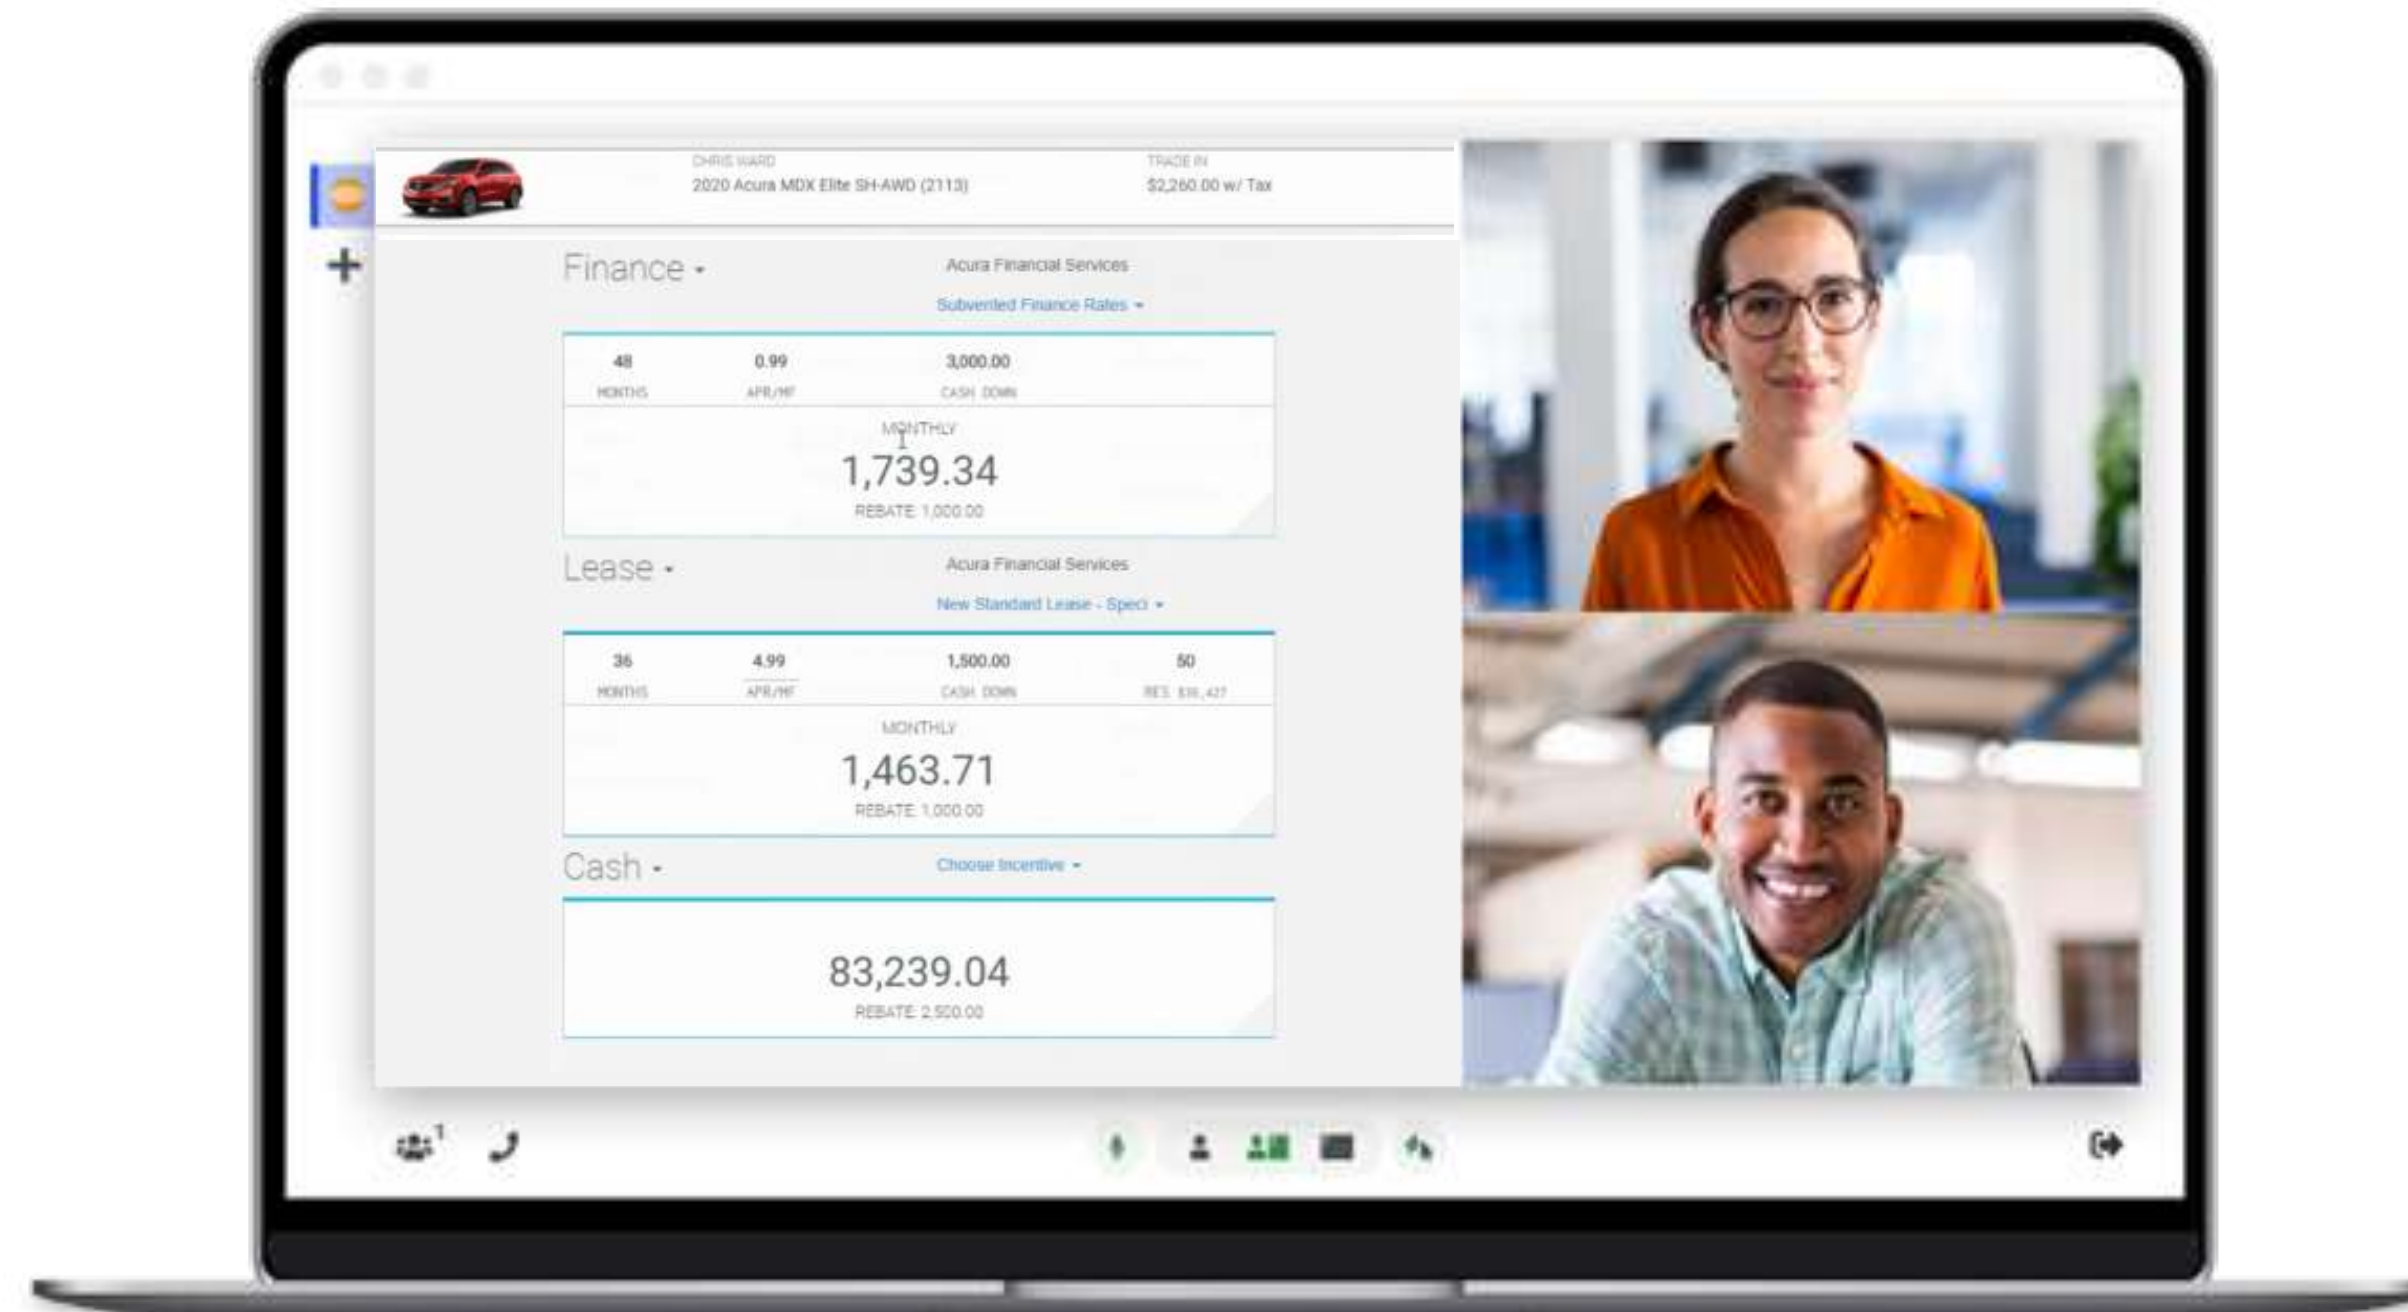 CHRIS WARD
2020 Acura MDX Elite SH-AWD (2113)
TRADE IN
$2,260.00 w/ Tax
Finance
Acura Financial Services
Subvented Finance Rates
48
MONTHS
0.99
APR/MF
3,000.00
CASH DOWN
MONTHLY
1,739.34
REBATE: 1,000.00
Lease
Acura Financial Services
New Standard Lease - Speci
36
MONTHS
4.99
APR/MF
1,500.00
CASH DOWN
50
RES
MONTHLY
1,463.71
REBATE: 1,000.00
Cash
Choose Incentive
83,239.04
REBATE: 2,500.00
1